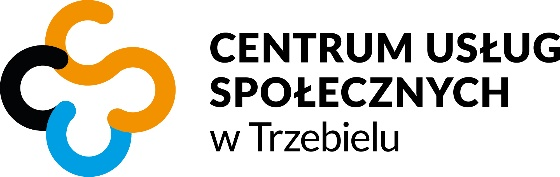 CENTRUM USŁUG
SPOŁECZNYCH
w Trzebielu